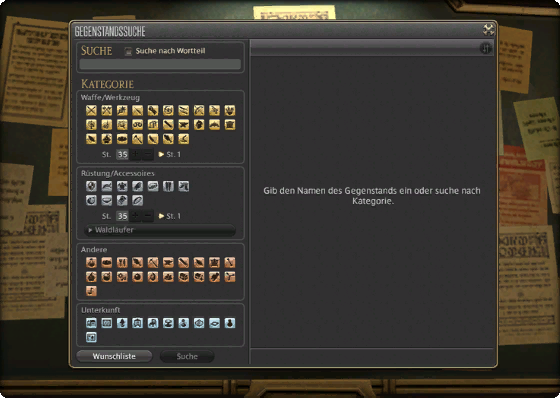 GEGENSTANDSSUCHE
SUCHE Suche nach Wortteil
KATEGORIE
Waffe/Werkzeug
St. 35 St. 1
Rüstung/Accessoires
St. 35 St. 1
Waldläufer
Andere
Unterkunft
Wunschliste Suche
Gib den Namen des Gegenstands ein oder suche nach
Kategorie.